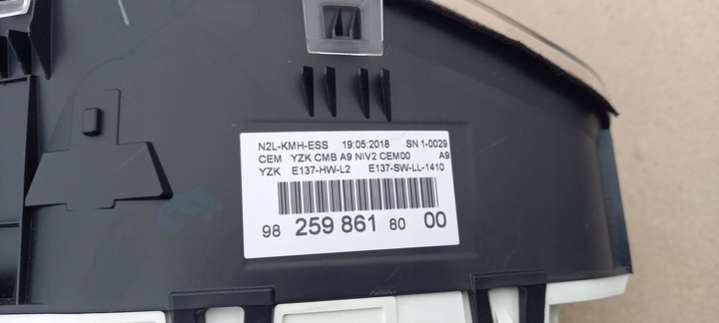 N2L-KMH-ESS 19:05:2018 SN 1-0029
CEM YZK CMB A9 NIV2 CEM00 A9
YZK E137-HW-L2 E137-SW-LL-1410
98 259 861 80 00